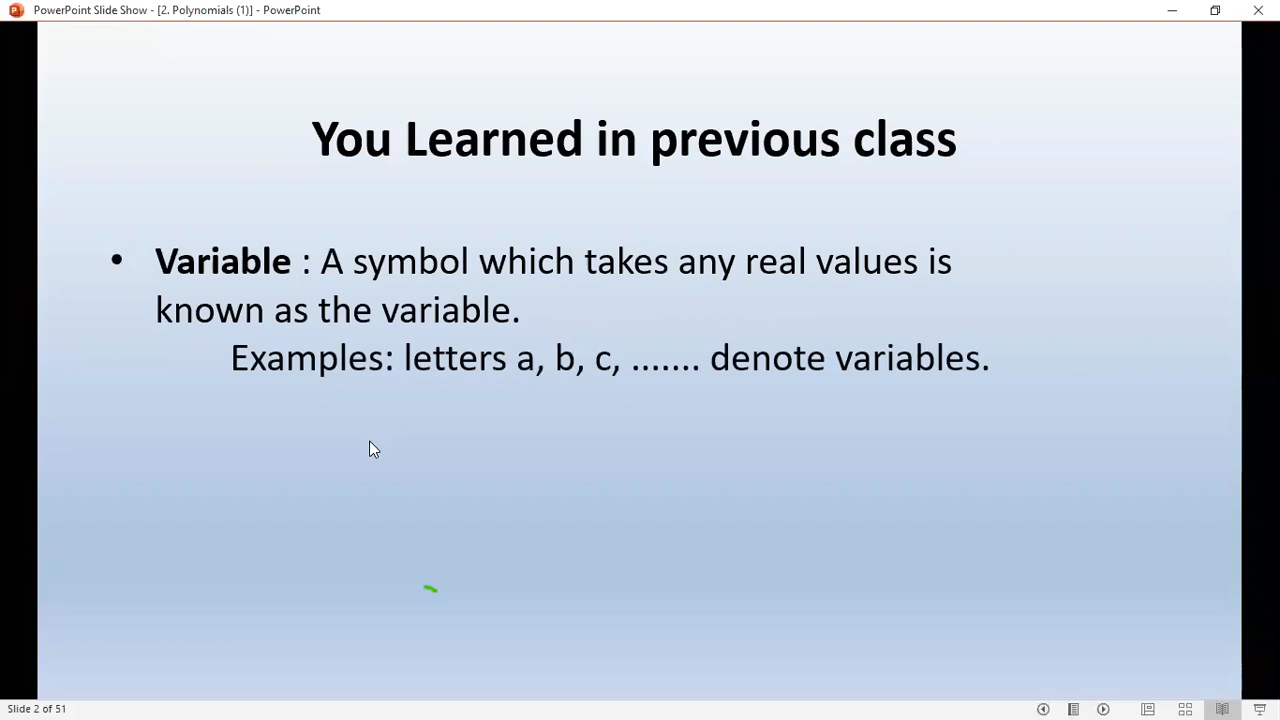 PowerPoint Slide Show - [2. Polynomials (1)] - PowerPoint
You Learned in previous class
• Variable : A symbol which takes any real values is
known as the variable.
Examples: letters a, b, c, ....... denote variables.
Slide 2 of 51